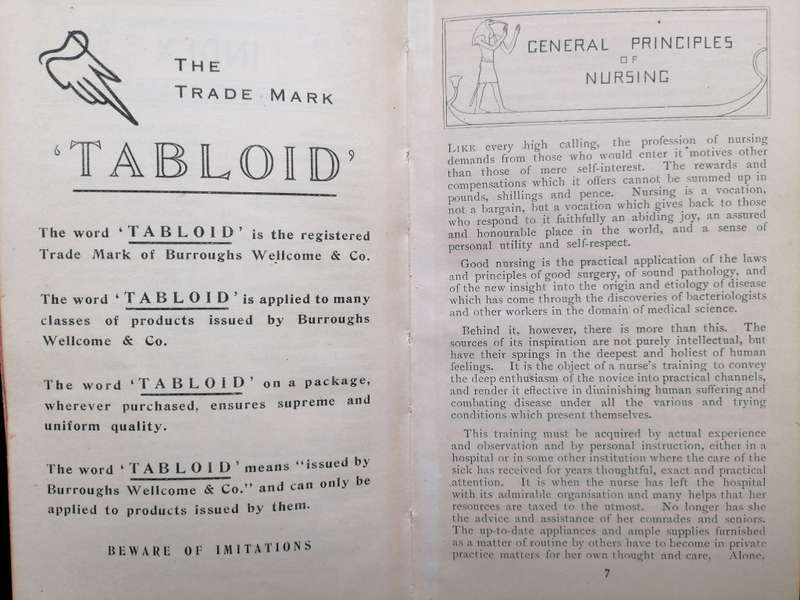 THE
TRADE MARK
‘TABLOID’
The word ‘TABLOID’ is the registered
Trade Mark of Burroughs Wellcome & Co.
The word ‘TABLOID’ is applied to many
classes of products issued by Burroughs
Wellcome & Co.
The word ‘TABLOID’ on a package,
wherever purchased, ensures supreme and
uniform quality.
The word ‘TABLOID’ means “issued by
Burroughs Wellcome & Co.” and can only be
applied to products issued by them.
BEWARE OF IMITATIONS
GENERAL PRINCIPLES
OF
NURSING
LIKE every high calling, the profession of nursing
demands from those who would enter it motives other
than those of mere self-interest. The rewards and
compensations which it offers cannot be summed up in
pounds, shillings and pence. Nursing is a vocation,
not a bargain, but a vocation which gives back to those
who respond to it faithfully an abiding joy, an assured
and honourable place in the world, and a sense of
personal utility and self-respect.
Good nursing is the practical application of the laws
and principles of good surgery, of sound pathology, and
of the new insight into the origin and etiology of disease
which has come through the discoveries of bacteriologists
and other workers in the domain of medical science.
Behind it, however, there is more than this. The
sources of its inspiration are not purely intellectual, but
have their springs in the deepest and holiest of human
feelings. It is the object of a nurse’s training to convey
the deep enthusiasm of the novice into practical channels,
and render it effective in diminishing human suffering and
combating disease under all the various and trying
conditions which present themselves.
This training must be acquired by actual experience
and observation and by personal instruction, either in a
hospital or in some other institution where the care of the
sick has received for years thoughtful, exact and practical
attention. It is when the nurse has left the hospital
with its admirable organisation and many helps that her
resources are taxed to the utmost. No longer has she
the advice and assistance of her comrades and seniors.
The up-to-date appliances and ample supplies furnished
as a matter of routine by others have to become in private
practice matters for her own thought and care. Alone,
7